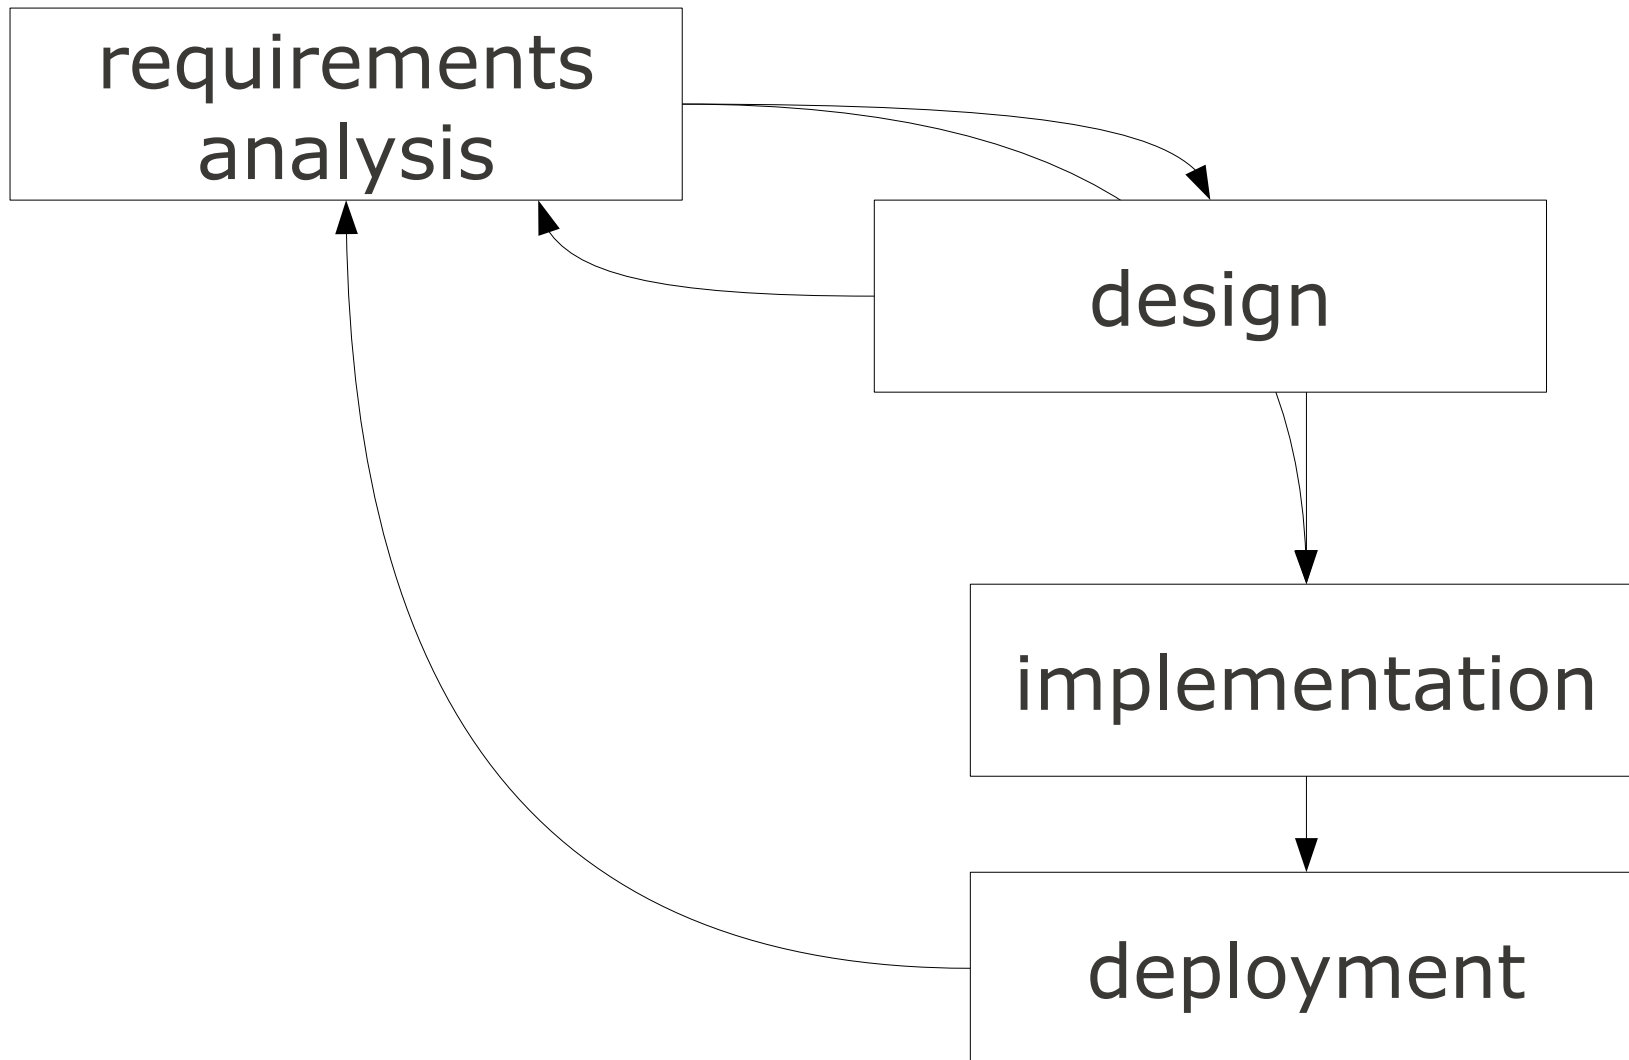 requirements
analysis
design
implementation
deployment